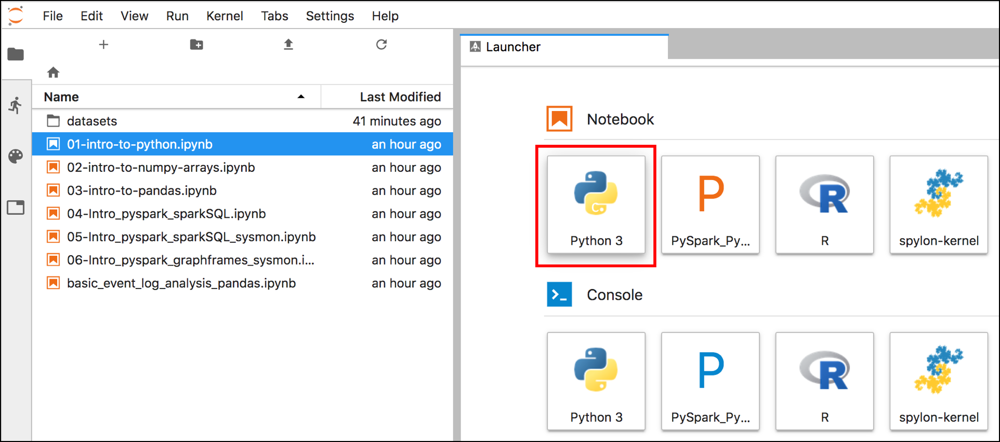 File Edit View Run Kernel Tabs Settings Help
Launcher
Name Last Modified
datasets 41 minutes ago
01-intro-to-python.ipynb an hour ago
02-intro-to-numpy-arrays.ipynb an hour ago
03-intro-to-pandas.ipynb an hour ago
04-Intro_pyspark_sparkSQL.ipynb an hour ago
05-Intro_pyspark_sparkSQL_sysmon.ipynb an hour ago
06-Intro_pyspark_graphframes_sysmon.i... an hour ago
basic_event_log_analysis_pandas.ipynb an hour ago
Notebook
Python 3 PySpark_Py... R spylon-kernel
Console
Python 3 PySpark_Py... R spylon-kernel